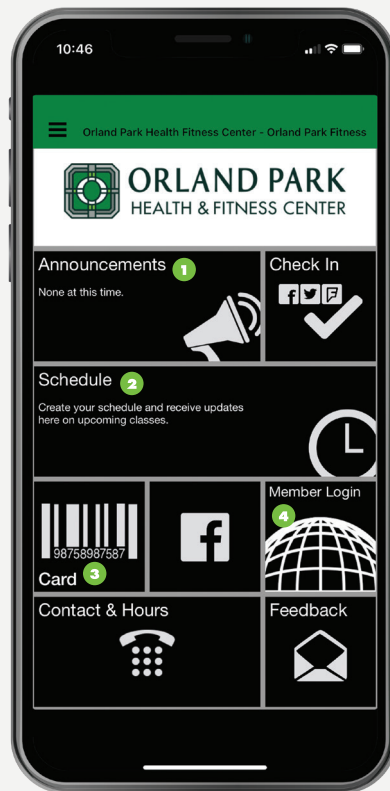 10:46
Orland Park Health Fitness Center - Orland Park Fitness
ORLAND PARK
HEALTH & FITNESS CENTER
Announcements 1
None at this time.
Check In
Schedule 2
Create your schedule and receive updates
here on upcoming classes.
98758987587
Card 3
f
Member Login
4
Contact & Hours
Feedback